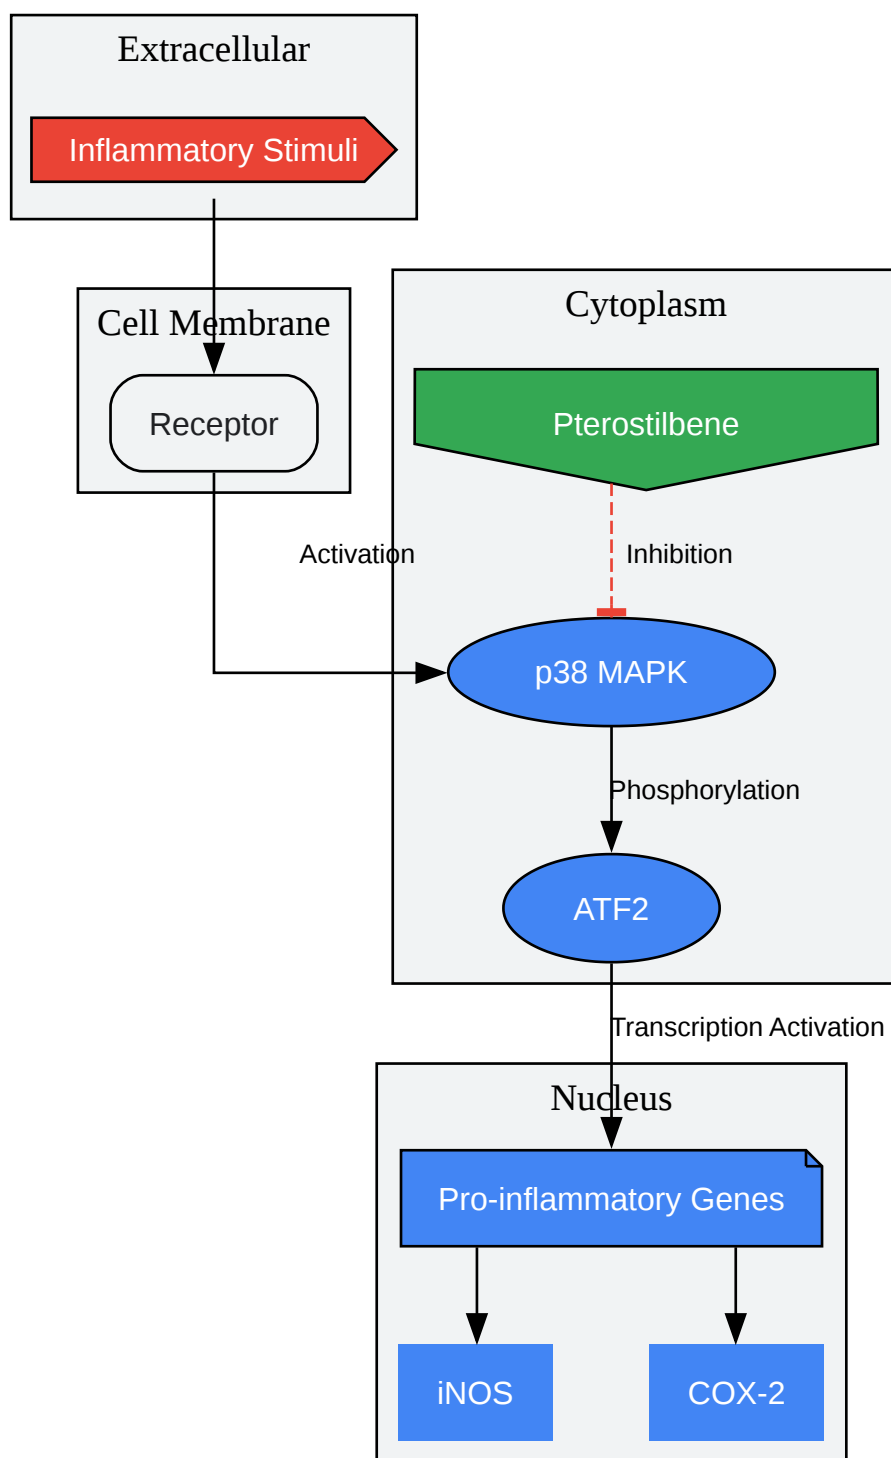 Extracellular
Inflammatory Stimuli
Cell Membrane
Receptor
Cytoplasm
Pterostilbene
Activation
Inhibition
p38 MAPK
Phosphorylation
ATF2
Transcription Activation
Nucleus
Pro-inflammatory Genes
iNOS
COX-2